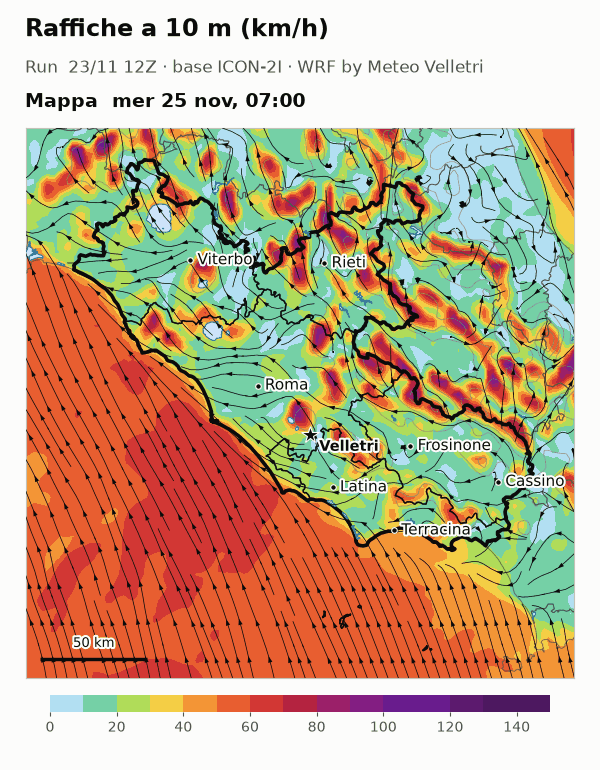 Raffiche a 10 m (km/h)
Run  23/11 12Z · base ICON-2I · WRF by Meteo Velletri
Mappa  mer 25 nov, 07:00
Viterbo
Rieti
Roma
Velletri
Frosinone
Cassino
Latina
Terracina
50 km
0 20 40 60 80 100 120 140